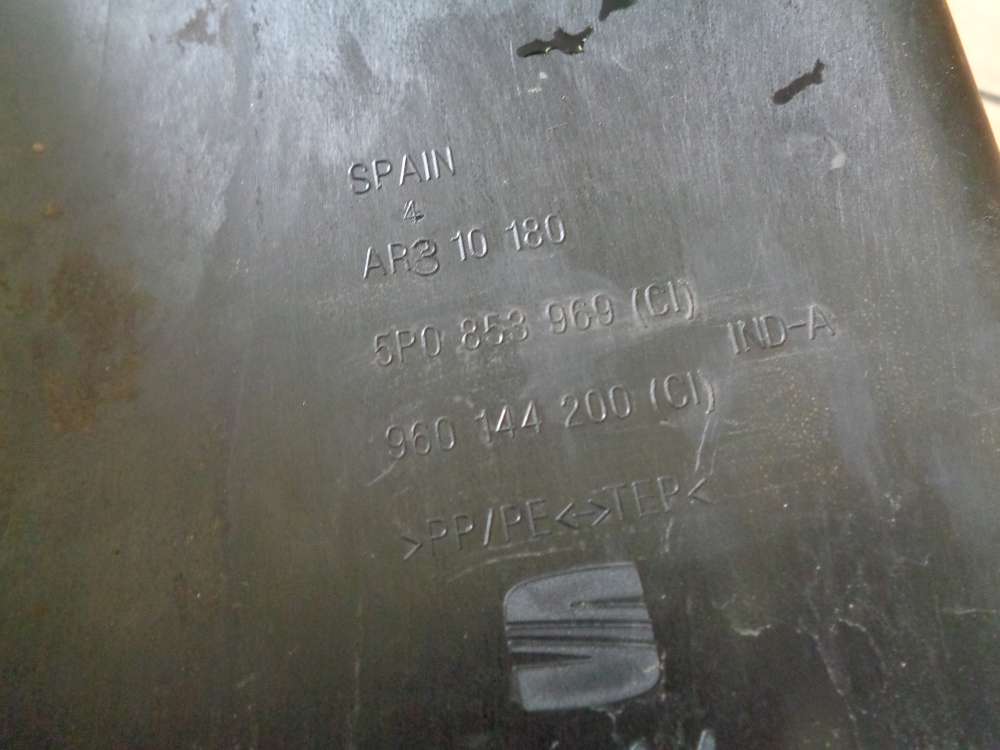 SPAIN
4
AR3 10 180
5P0 853 969 (CI) IND-A
960 144 200 (CI)
>PP/PE<->TEP<